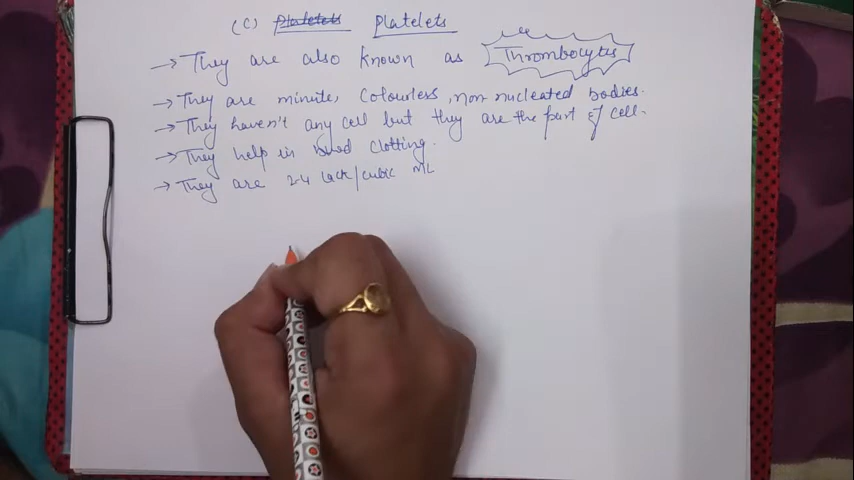 (C) Platelets Platelets
→ They are also known as Thrombocytes
→ They are minute, Colourless, non-nucleated bodies.
→ They haven't any cell but they are the part of cell.
→ They help in blood clotting.
→ They are 2-4 lack/cubic ML